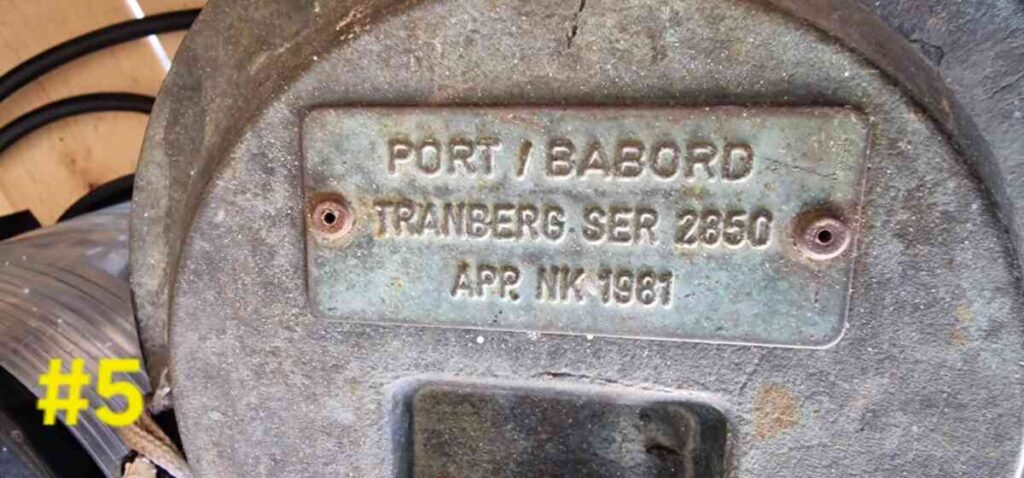 PORT / BABORD
TRANBERG SER 2850
APP. NK 1981
#5